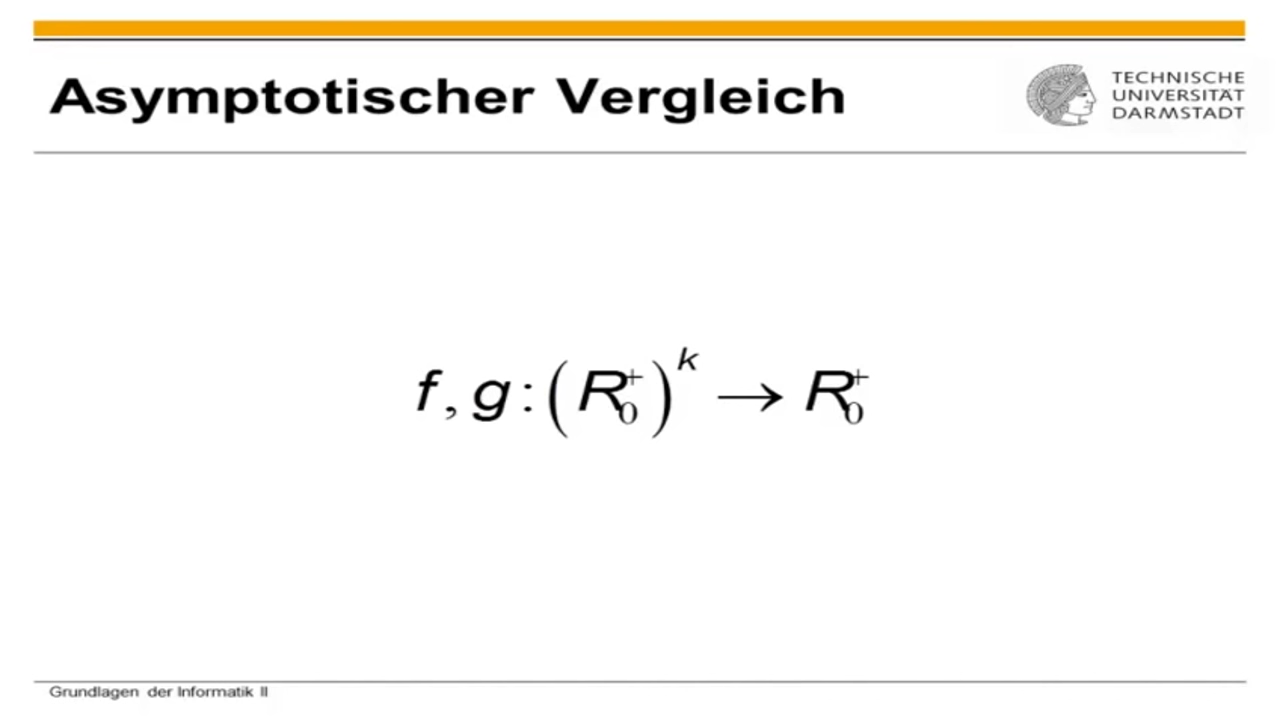 Asymptotischer Vergleich
TECHNISCHE
UNIVERSITÄT
DARMSTADT
f, g : (R₀⁺)ᵏ → R₀⁺
Grundlagen der Informatik II